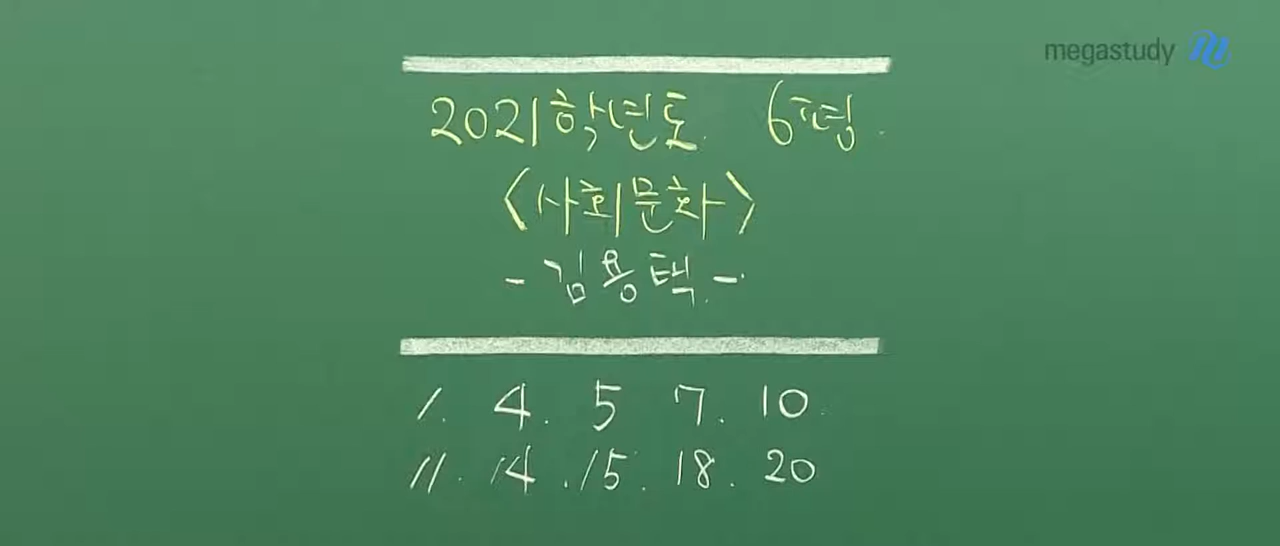 megastudy
2021학년도 6평.
<사회문화>
- 김용택 -
1. 4. 5 7. 10
11. 14. 15. 18. 20